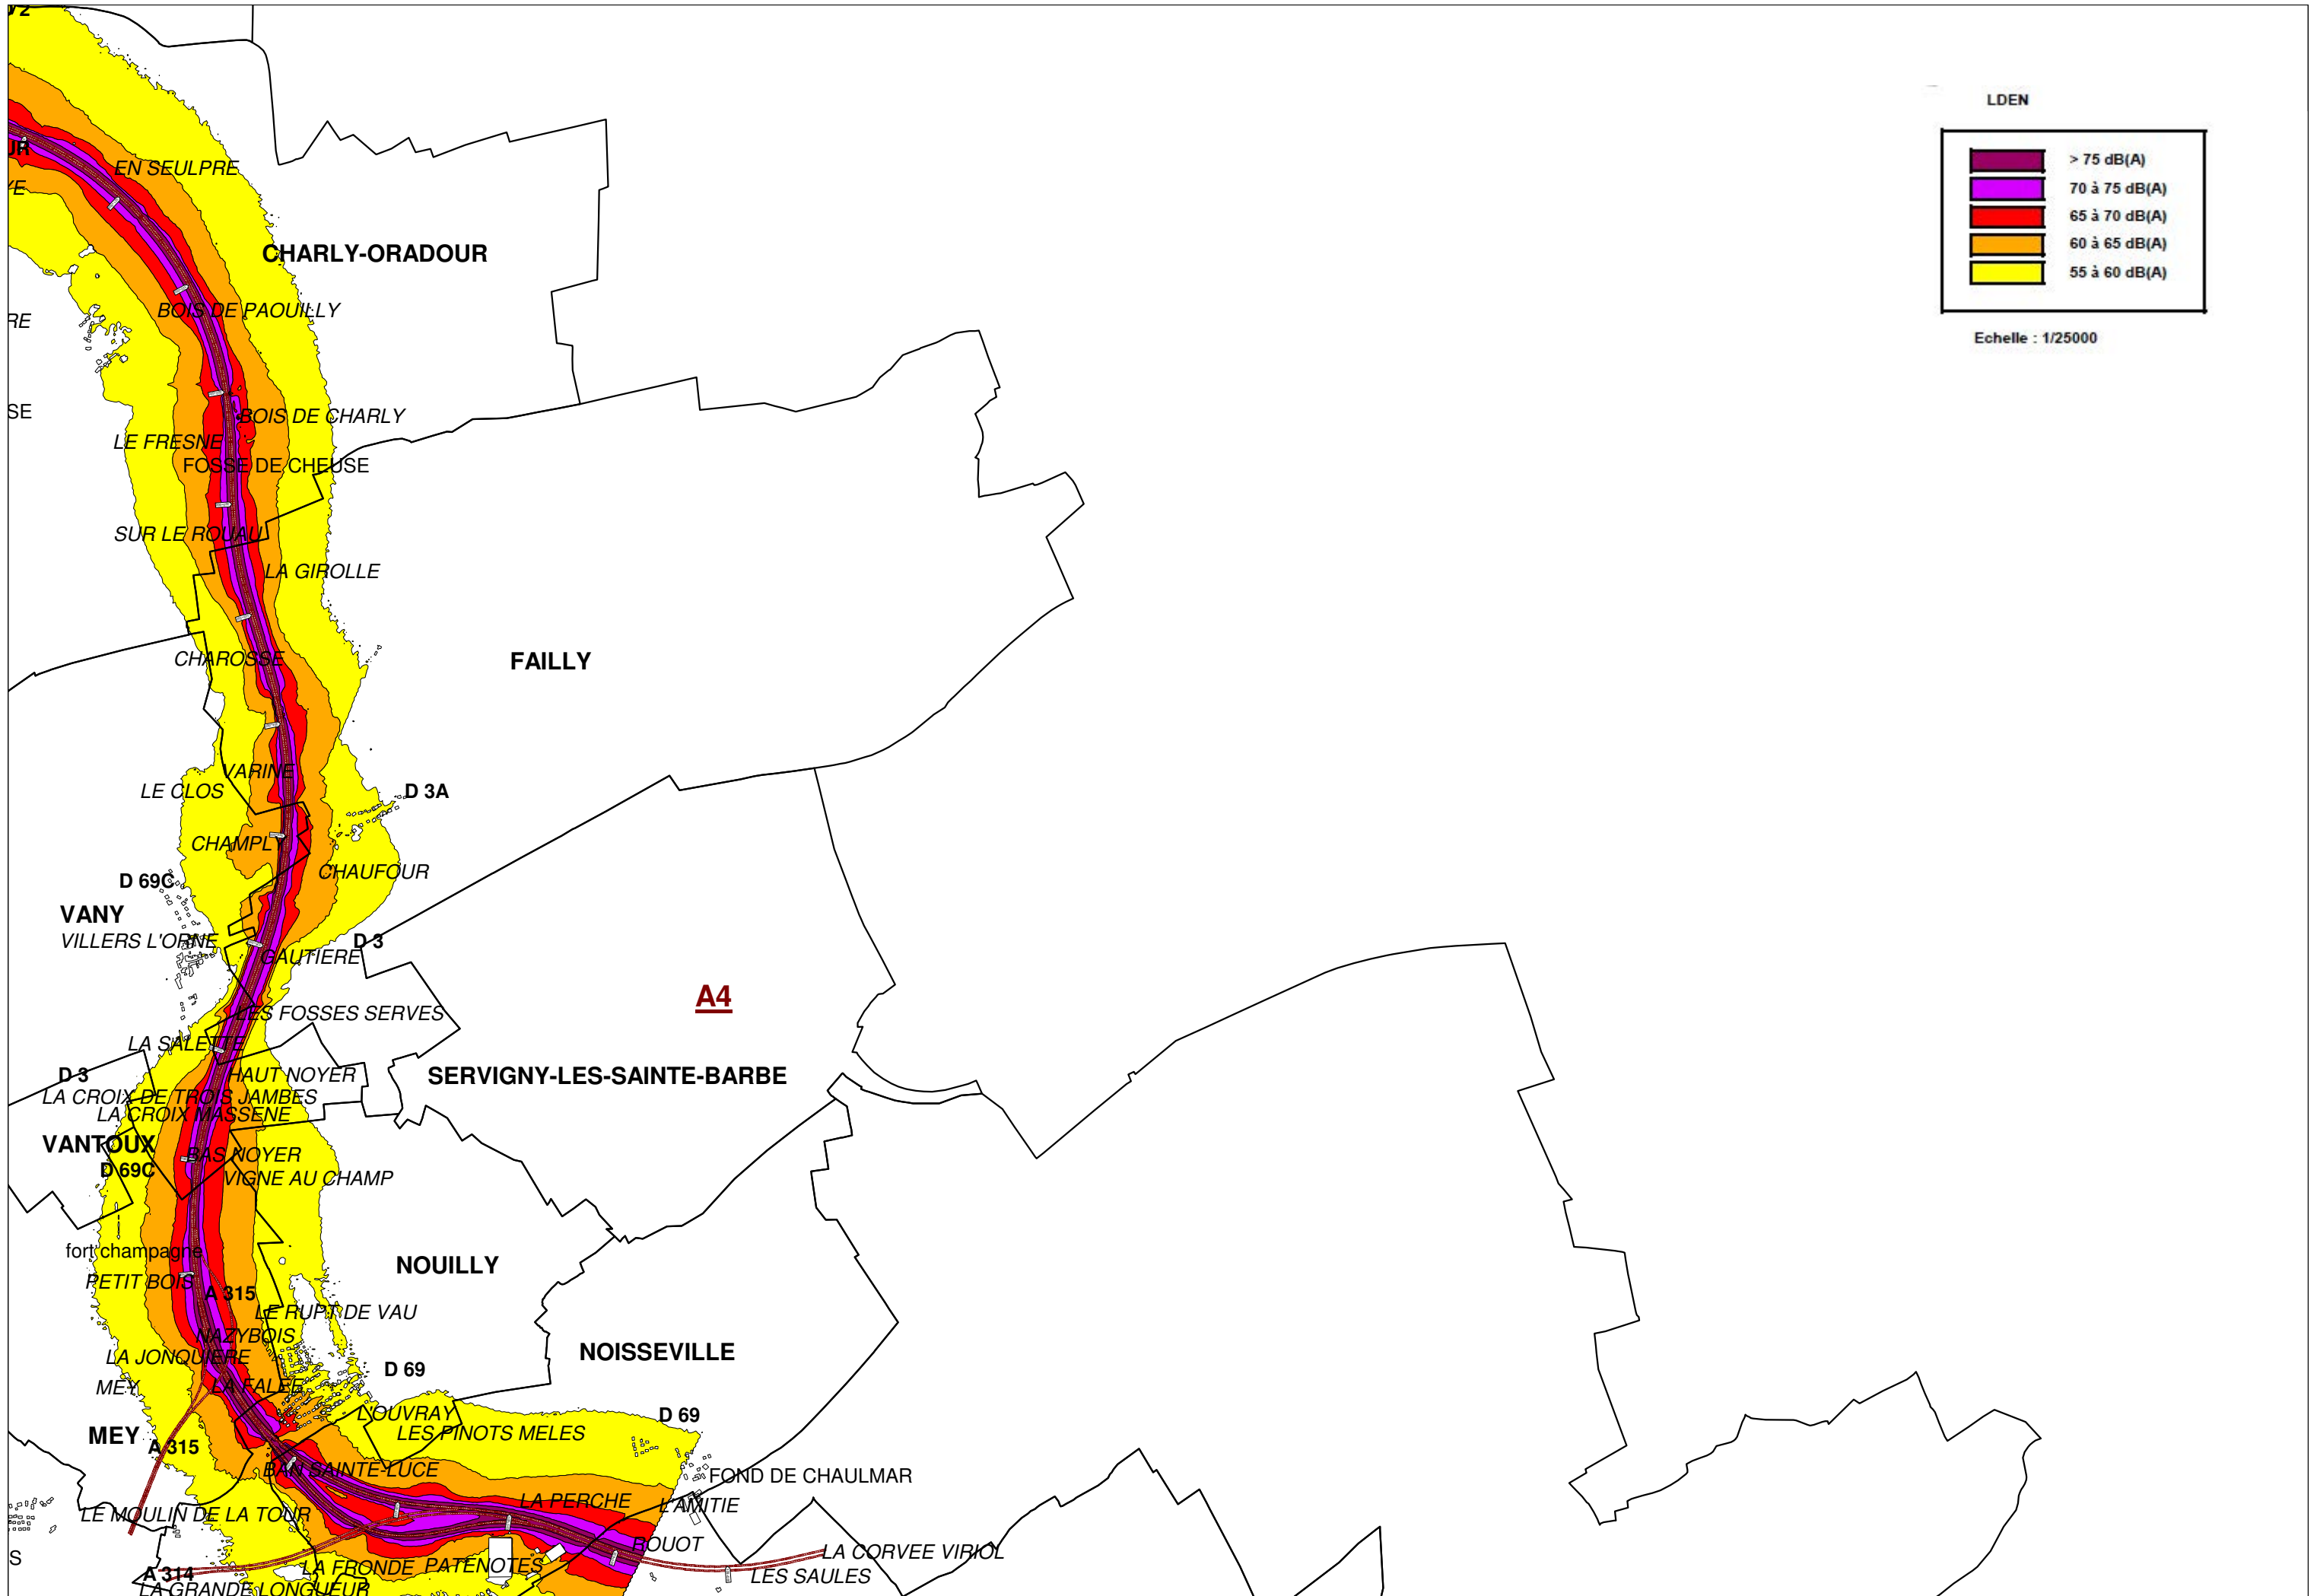 LDEN
> 75 dB(A)
70 à 75 dB(A)
65 à 70 dB(A)
60 à 65 dB(A)
55 à 60 dB(A)
Echelle : 1/25000
EN SEULPRE
CHARLY-ORADOUR
BOIS DE PAOUILLY
RE
SE
BOIS DE CHARLY
LE FRESNE
FOSSE DE CHEUSE
SUR LE ROUAU
LA GIROLLE
CHAROSSE
FAILLY
VARINE
LE CLOS
D 3A
CHAMPLY
CHAUFOUR
D 69C
VANY
VILLERS L'ORNE
D 3
GAUTIERE
A4
LES FOSSES SERVES
LA SALETTE
D 3
HAUT NOYER
SERVIGNY-LES-SAINTE-BARBE
LA CROIX DE TROIS JAMBES
LA CROIX MASSENE
VANTOUX
BAS NOYER
D 69C
VIGNE AU CHAMP
fort champagne
NOUILLY
PETIT BOIS
A 315
LE RUPT DE VAU
NAZYBOIS
NOISSEVILLE
LA JONQUIERE
D 69
MEY
LA FALEE
L'OUVRAY
D 69
LES PINOTS MELES
MEY
A 315
BAN SAINTE-LUCE
FOND DE CHAULMAR
LA PERCHE
L'AMITIE
LE MOULIN DE LA TOUR
ROUOT
LA CORVEE VIRIOL
S
LA FRONDE
PATENOTES
A 314
LES SAULES
LA GRANDE LONGUEUR